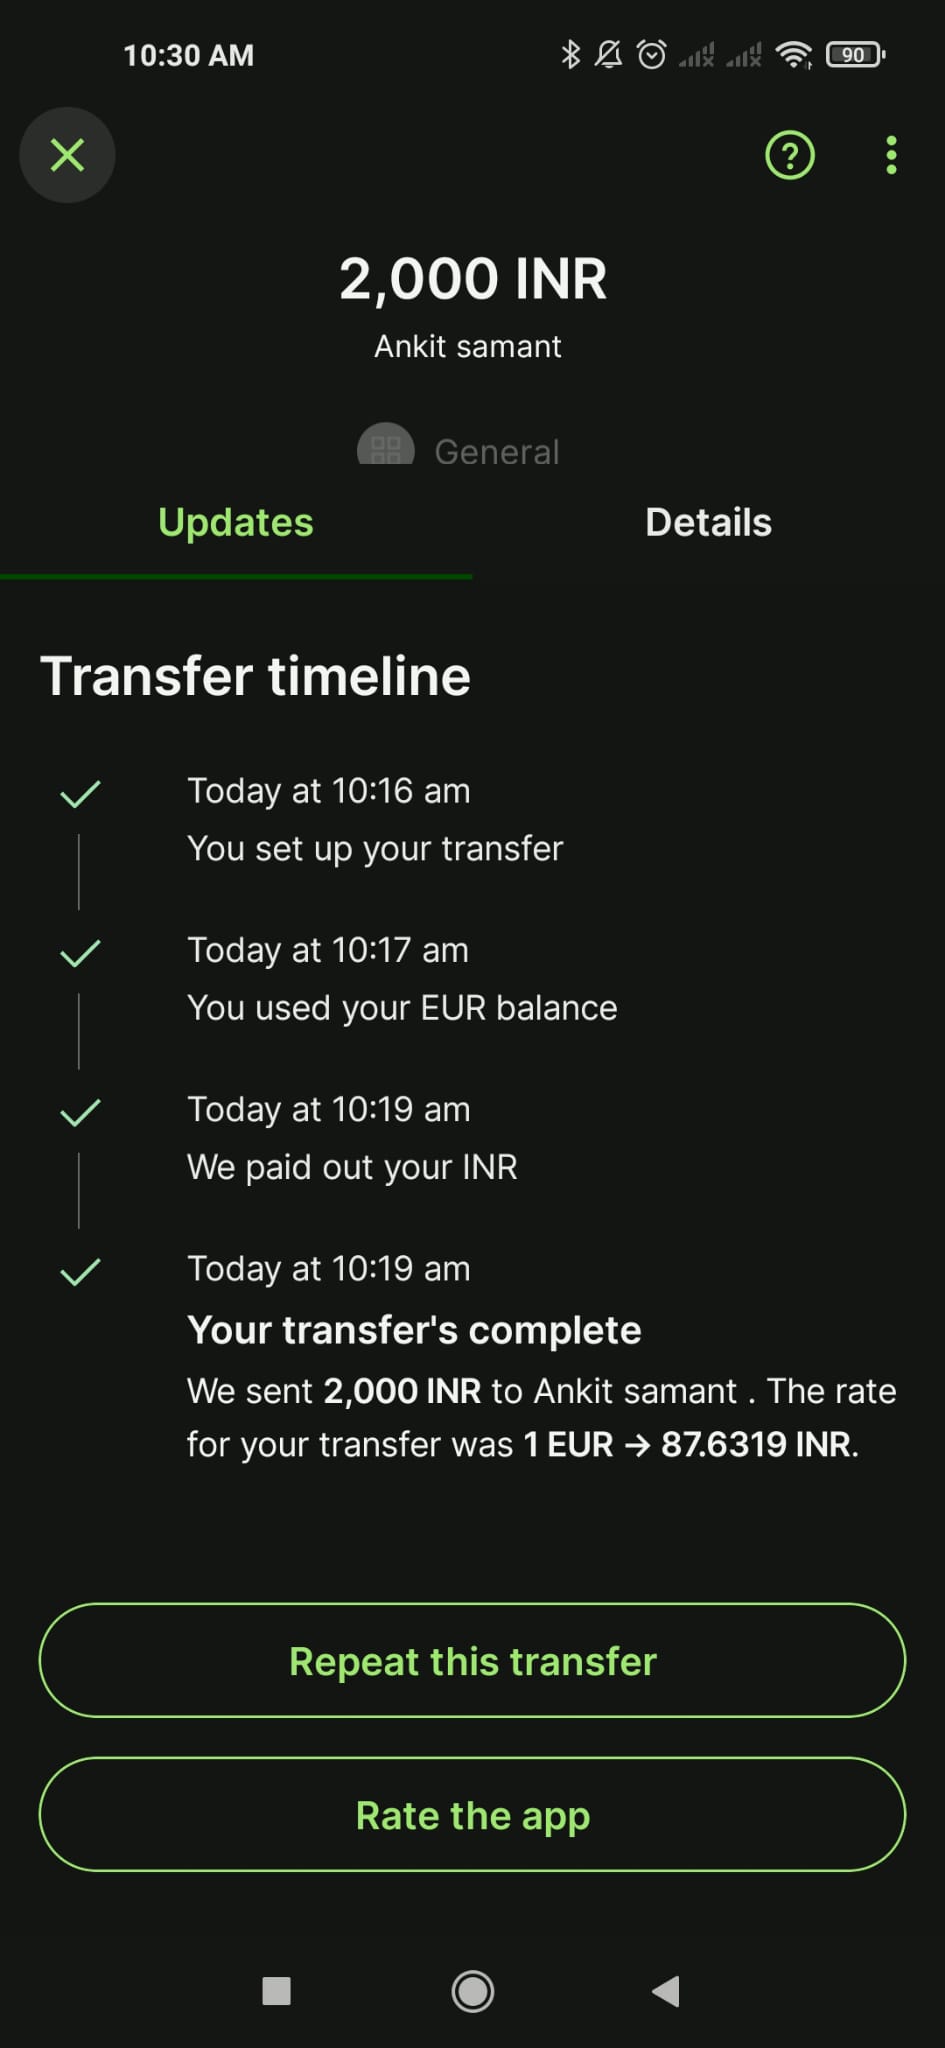 10:30 AM
90
?
2,000 INR
Ankit samant
General
Updates
Details
Transfer timeline
Today at 10:16 am
You set up your transfer
Today at 10:17 am
You used your EUR balance
Today at 10:19 am
We paid out your INR
Today at 10:19 am
Your transfer's complete
We sent 2,000 INR to Ankit samant . The rate
for your transfer was 1 EUR → 87.6319 INR.
Repeat this transfer
Rate the app